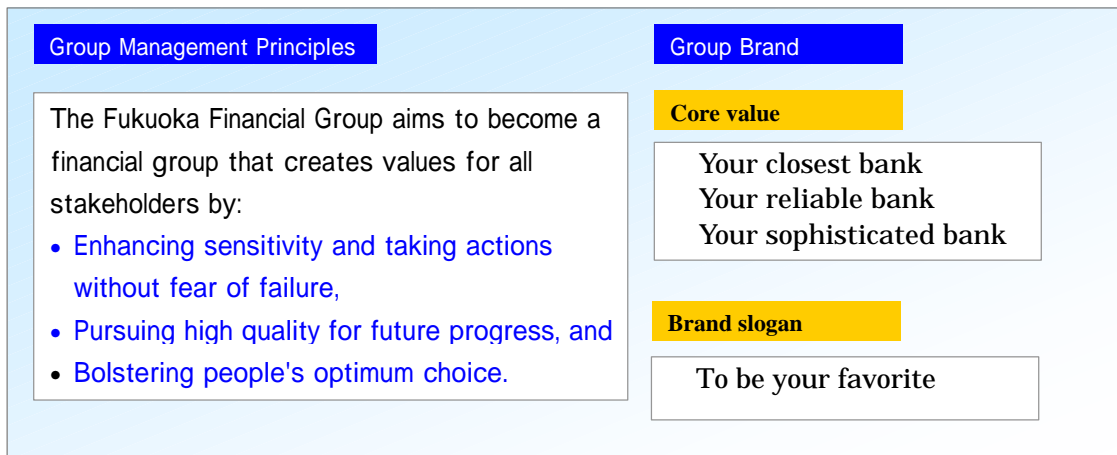 Group Management Principles
The Fukuoka Financial Group aims to become a
financial group that creates values for all
stakeholders by:
• Enhancing sensitivity and taking actions
without fear of failure,
• Pursuing high quality for future progress, and
• Bolstering people's optimum choice.
Group Brand
Core value
Your closest bank
Your reliable bank
Your sophisticated bank
Brand slogan
To be your favorite